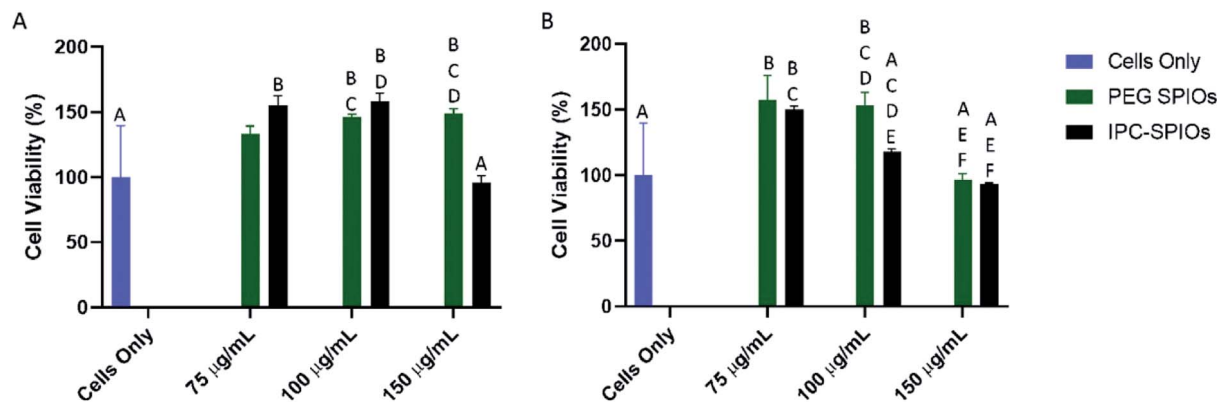 A
Cell Viability (%)
200
150
100
50
0
A
B
B
C
B
D
B
C
D
A
Cells Only
75 μg/mL
100 μg/mL
150 μg/mL
B
Cell Viability (%)
200
150
100
50
0
A
B
B
C
B
C
D
A
C
D
E
A
E
F
A
E
F
Cells Only
75 μg/mL
100 μg/mL
150 μg/mL
Cells Only
PEG SPIOs
IPC-SPIOs